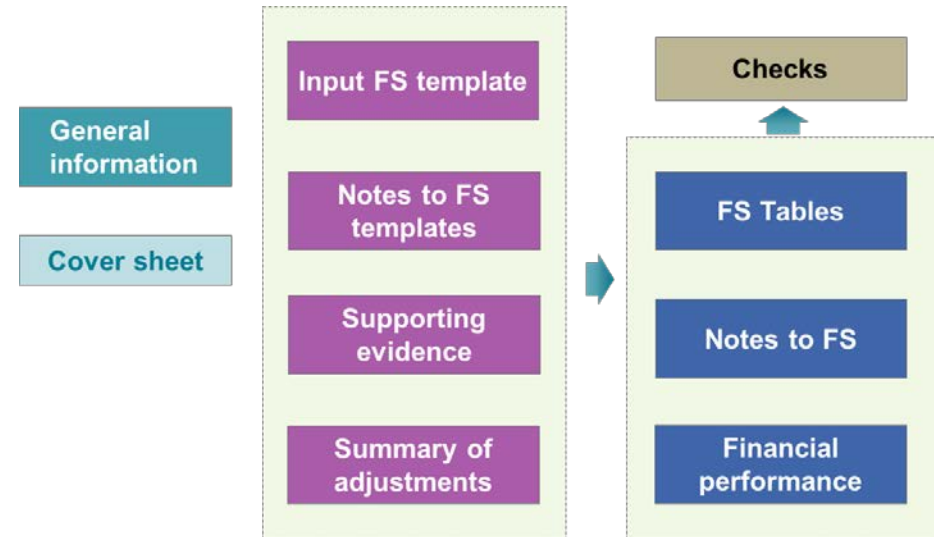 General
information
Cover sheet
Input FS template
Notes to FS
templates
Supporting
evidence
Summary of
adjustments
Checks
FS Tables
Notes to FS
Financial
performance